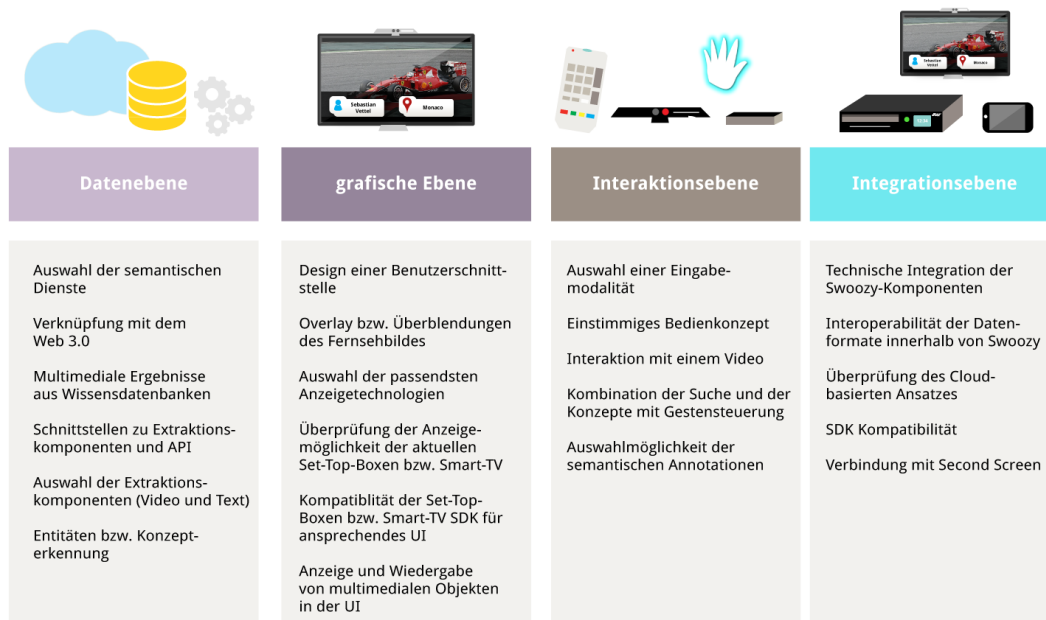 Sebastian
Vettel
Monaco
Sebastian
Vettel
Monaco
Datenebene
grafische Ebene
Interaktionsebene
Integrationsebene
Auswahl der semantischen
Dienste
Verknüpfung mit dem
Web 3.0
Multimediale Ergebnisse
aus Wissensdatenbanken
Schnittstellen zu Extraktions-
komponenten und API
Auswahl der Extraktions-
komponenten (Video und Text)
Entitäten bzw. Konzept-
erkennung
Design einer Benutzerschnitt-
stelle
Overlay bzw. Überblendungen
des Fernsehbildes
Auswahl der passendsten
Anzeigetechnologien
Überprüfung der Anzeige-
möglichkeit der aktuellen
Set-Top-Boxen bzw. Smart-TV
Kompatiblität der Set-Top-
Boxen bzw. Smart-TV SDK für
ansprechendes UI
Anzeige und Wiedergabe
von multimedialen Objekten
in der UI
Auswahl einer Eingabe-
modalität
Einstimmiges Bedienkonzept
Interaktion mit einem Video
Kombination der Suche und der
Konzepte mit Gestensteuerung
Auswahlmöglichkeit der
semantischen Annotationen
Technische Integration der
Swoozy-Komponenten
Interoperabilität der Daten-
formate innerhalb von Swoozy
Überprüfung des Cloud-
basierten Ansatzes
SDK Kompatibilität
Verbindung mit Second Screen